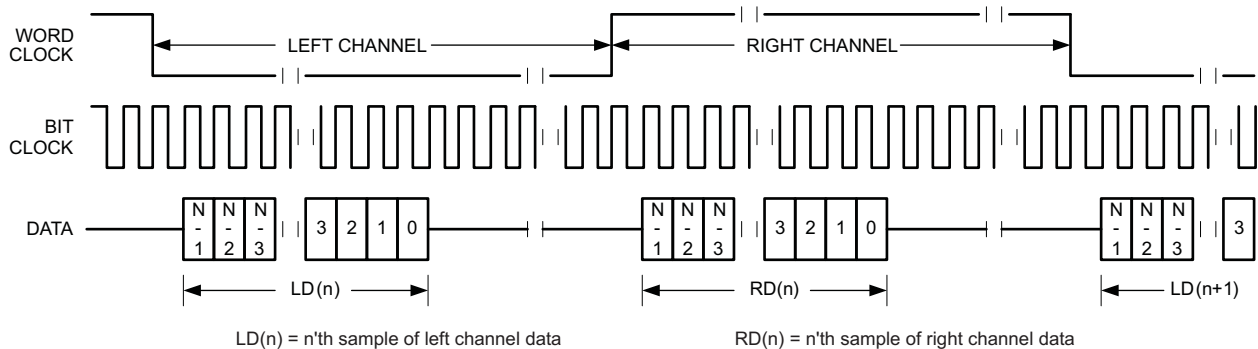 WORD
CLOCK
LEFT CHANNEL
RIGHT CHANNEL
BIT
CLOCK
DATA
N
-
1
N
-
2
N
-
3
3
2
1
0
N
-
1
N
-
2
N
-
3
3
2
1
0
N
-
1
N
-
2
N
-
3
3
LD(n)
RD(n)
LD(n+1)
LD(n) = n'th sample of left channel data
RD(n) = n'th sample of right channel data